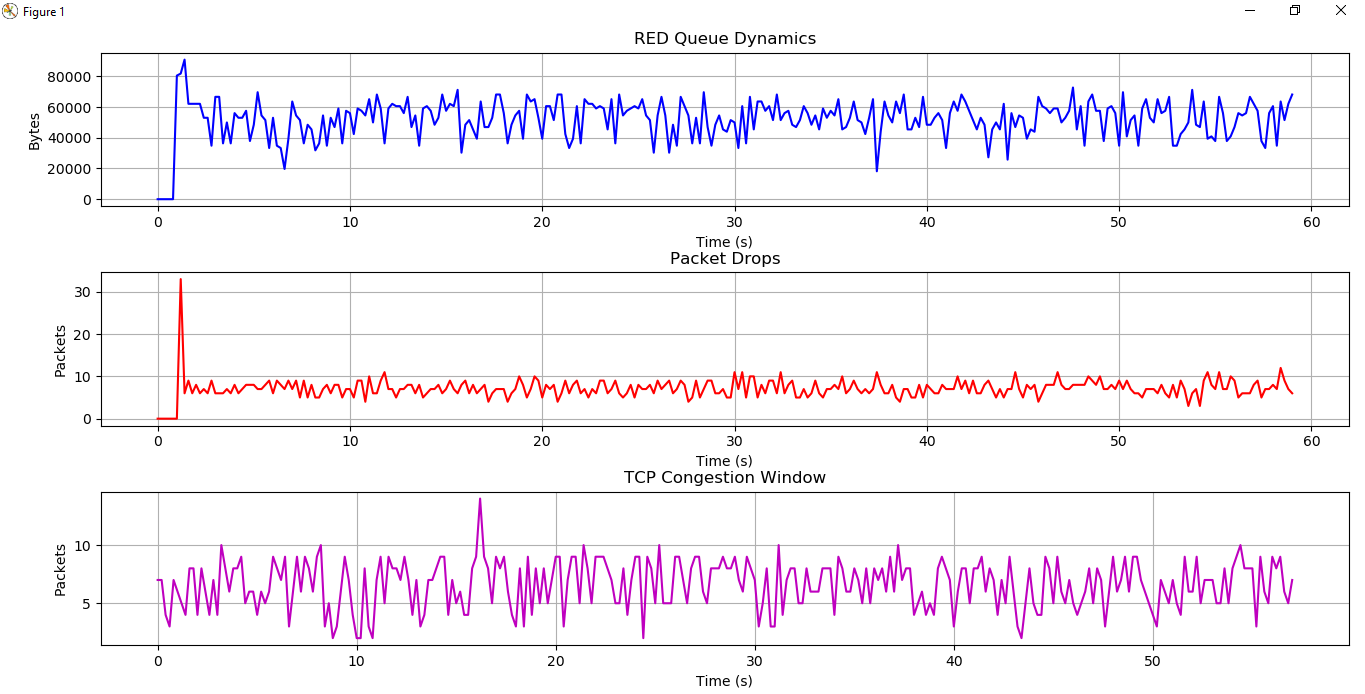 Figure 1
RED Queue Dynamics
80000
60000
40000
20000
0
Bytes
0 10 20 30 40 50 60
Time (s)
Packet Drops
30
20
10
0
Packets
0 10 20 30 40 50 60
Time (s)
TCP Congestion Window
10
5
Packets
0 10 20 30 40 50
Time (s)